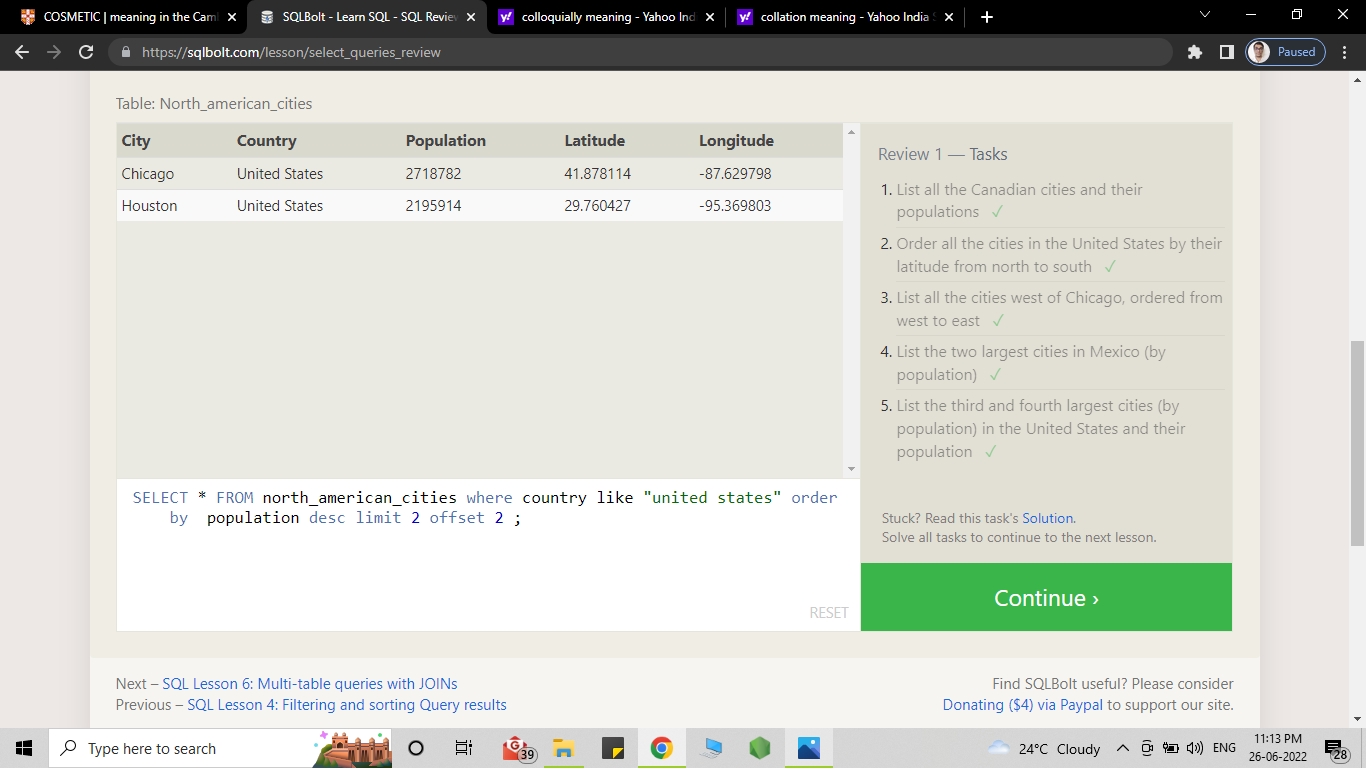 COSMETIC | meaning in the Cam
SQLBolt - Learn SQL - SQL Review
colloquially meaning - Yahoo Ind
collation meaning - Yahoo India S
https://sqlbolt.com/lesson/select_queries_review
Paused
Table: North_american_cities
City Country Population Latitude Longitude
Chicago United States 2718782 41.878114 -87.629798
Houston United States 2195914 29.760427 -95.369803
Review 1 — Tasks
1. List all the Canadian cities and their
populations ✓
2. Order all the cities in the United States by their
latitude from north to south ✓
3. List all the cities west of Chicago, ordered from
west to east ✓
4. List the two largest cities in Mexico (by
population) ✓
5. List the third and fourth largest cities (by
population) in the United States and their
population ✓
Stuck? Read this task's Solution.
Solve all tasks to continue to the next lesson.
Continue ›
SELECT * FROM north_american_cities where country like "united states" order
by population desc limit 2 offset 2 ;
RESET
Next – SQL Lesson 6: Multi-table queries with JOINs
Previous – SQL Lesson 4: Filtering and sorting Query results
Find SQLBolt useful? Please consider
Donating ($4) via Paypal to support our site.
Type here to search
39
24°C Cloudy
ENG
11:13 PM
26-06-2022
28